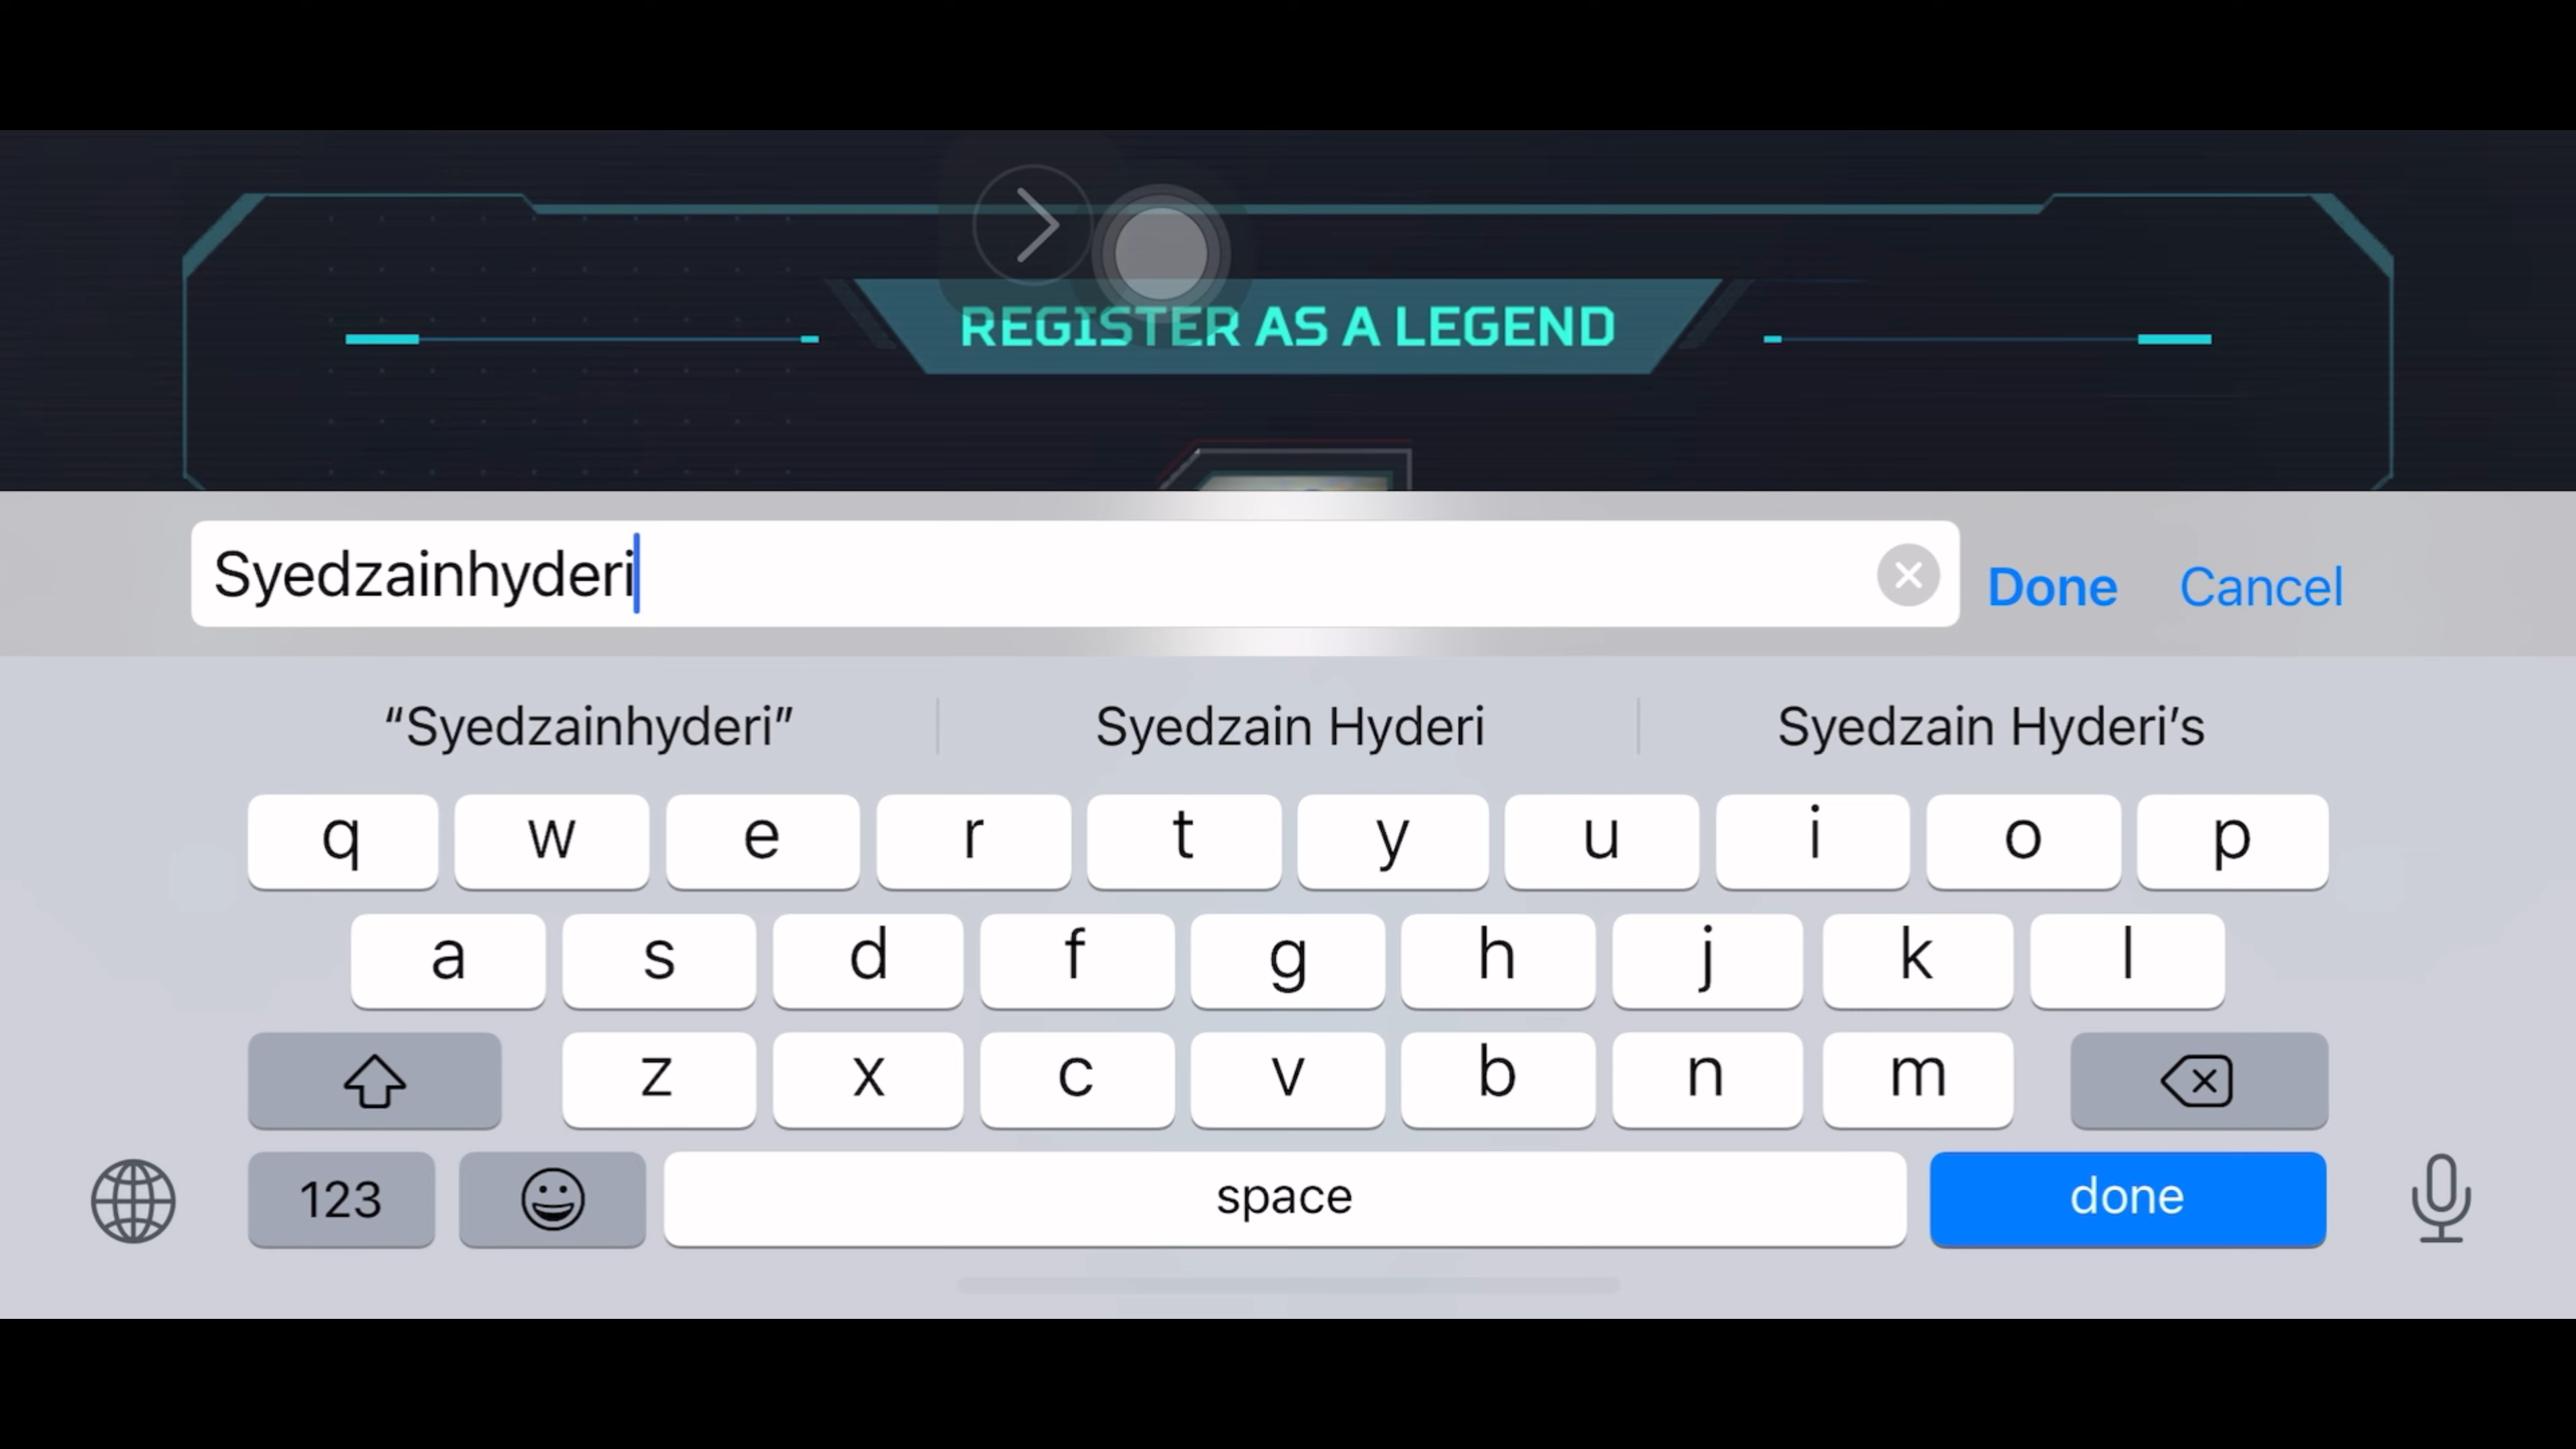 REGISTER AS A LEGEND
Syedzainhyderi
Done Cancel
“Syedzainhyderi” Syedzain Hyderi Syedzain Hyderi’s
q w e r t y u i o p
a s d f g h j k l
z x c v b n m
123 space done